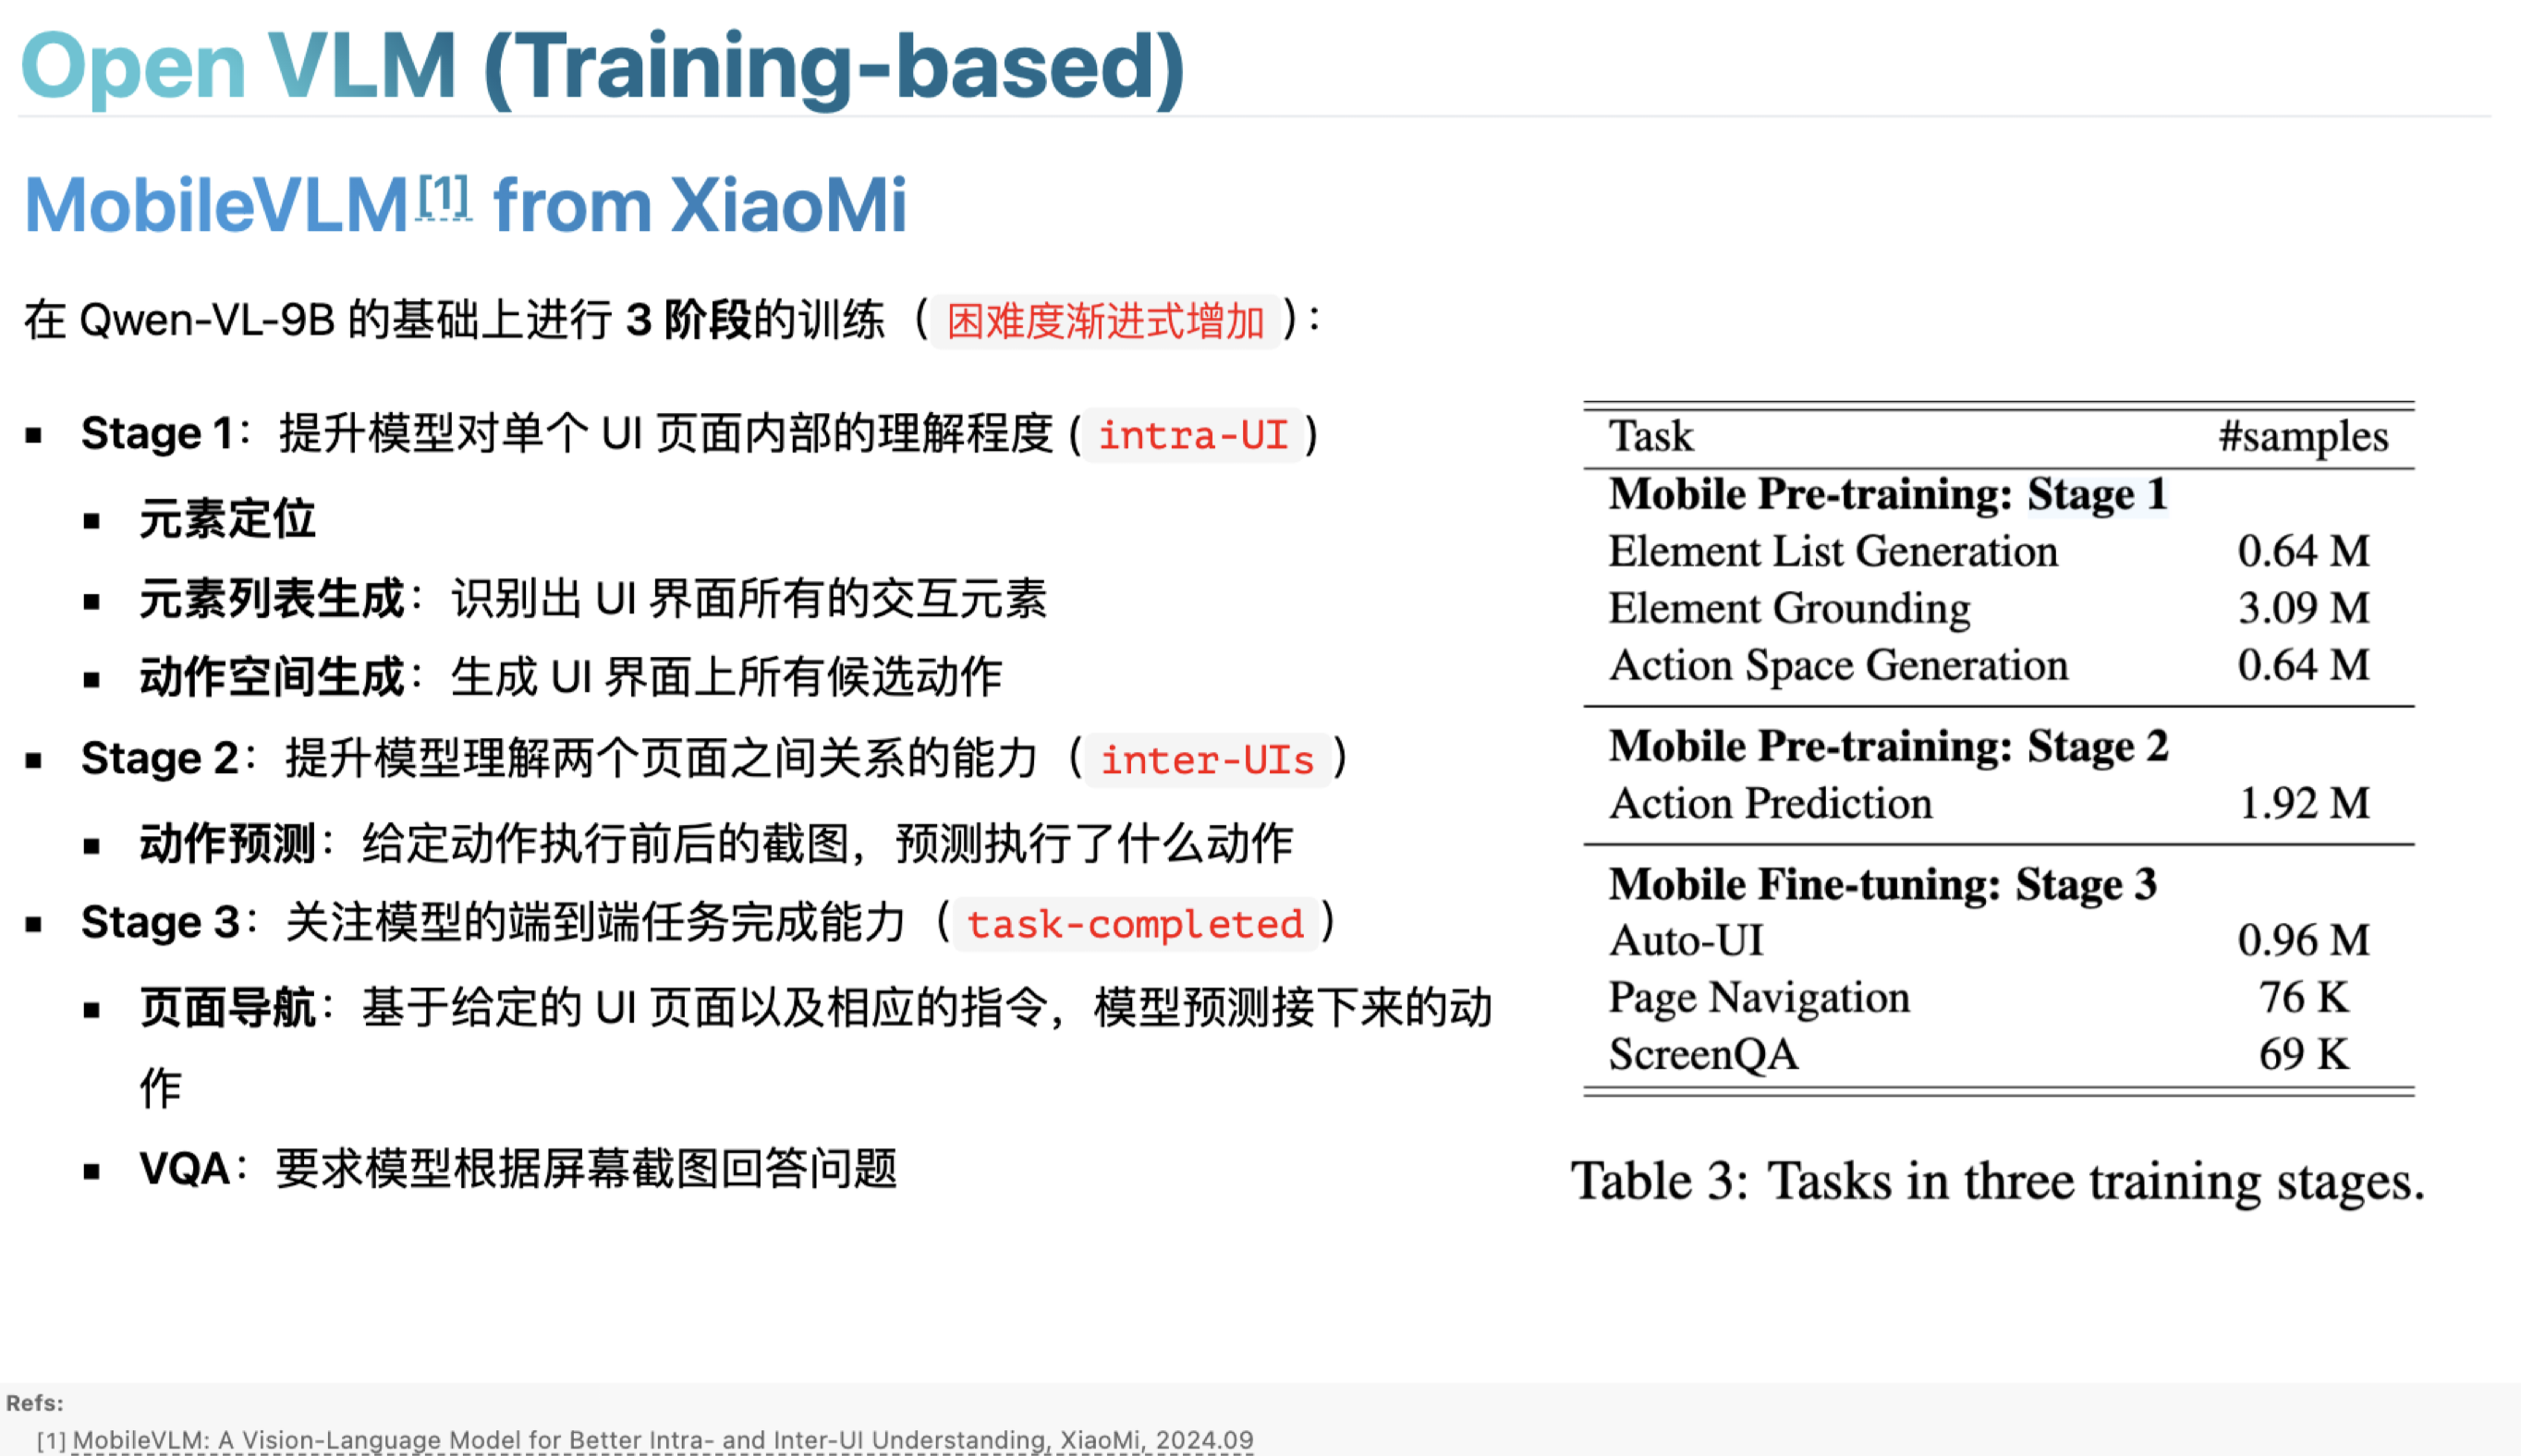 Open VLM (Training-based)
MobileVLM[1] from XiaoMi
在 Qwen-VL-9B 的基础上进行 3 阶段的训练（困难度渐进式增加）：
▪ Stage 1：提升模型对单个 UI 页面内部的理解程度 (intra-UI)
▪ 元素定位
▪ 元素列表生成：识别出 UI 界面所有的交互元素
▪ 动作空间生成：生成 UI 界面上所有候选动作
▪ Stage 2：提升模型理解两个页面之间关系的能力（inter-UIs）
▪ 动作预测：给定动作执行前后的截图，预测执行了什么动作
▪ Stage 3：关注模型的端到端任务完成能力（task-completed）
▪ 页面导航：基于给定的 UI 页面以及相应的指令，模型预测接下来的动
作
▪ VQA：要求模型根据屏幕截图回答问题
Task #samples
Mobile Pre-training: Stage 1
Element List Generation 0.64 M
Element Grounding 3.09 M
Action Space Generation 0.64 M
Mobile Pre-training: Stage 2
Action Prediction 1.92 M
Mobile Fine-tuning: Stage 3
Auto-UI 0.96 M
Page Navigation 76 K
ScreenQA 69 K
Table 3: Tasks in three training stages.
Refs:
[1] MobileVLM: A Vision-Language Model for Better Intra- and Inter-UI Understanding, XiaoMi, 2024.09